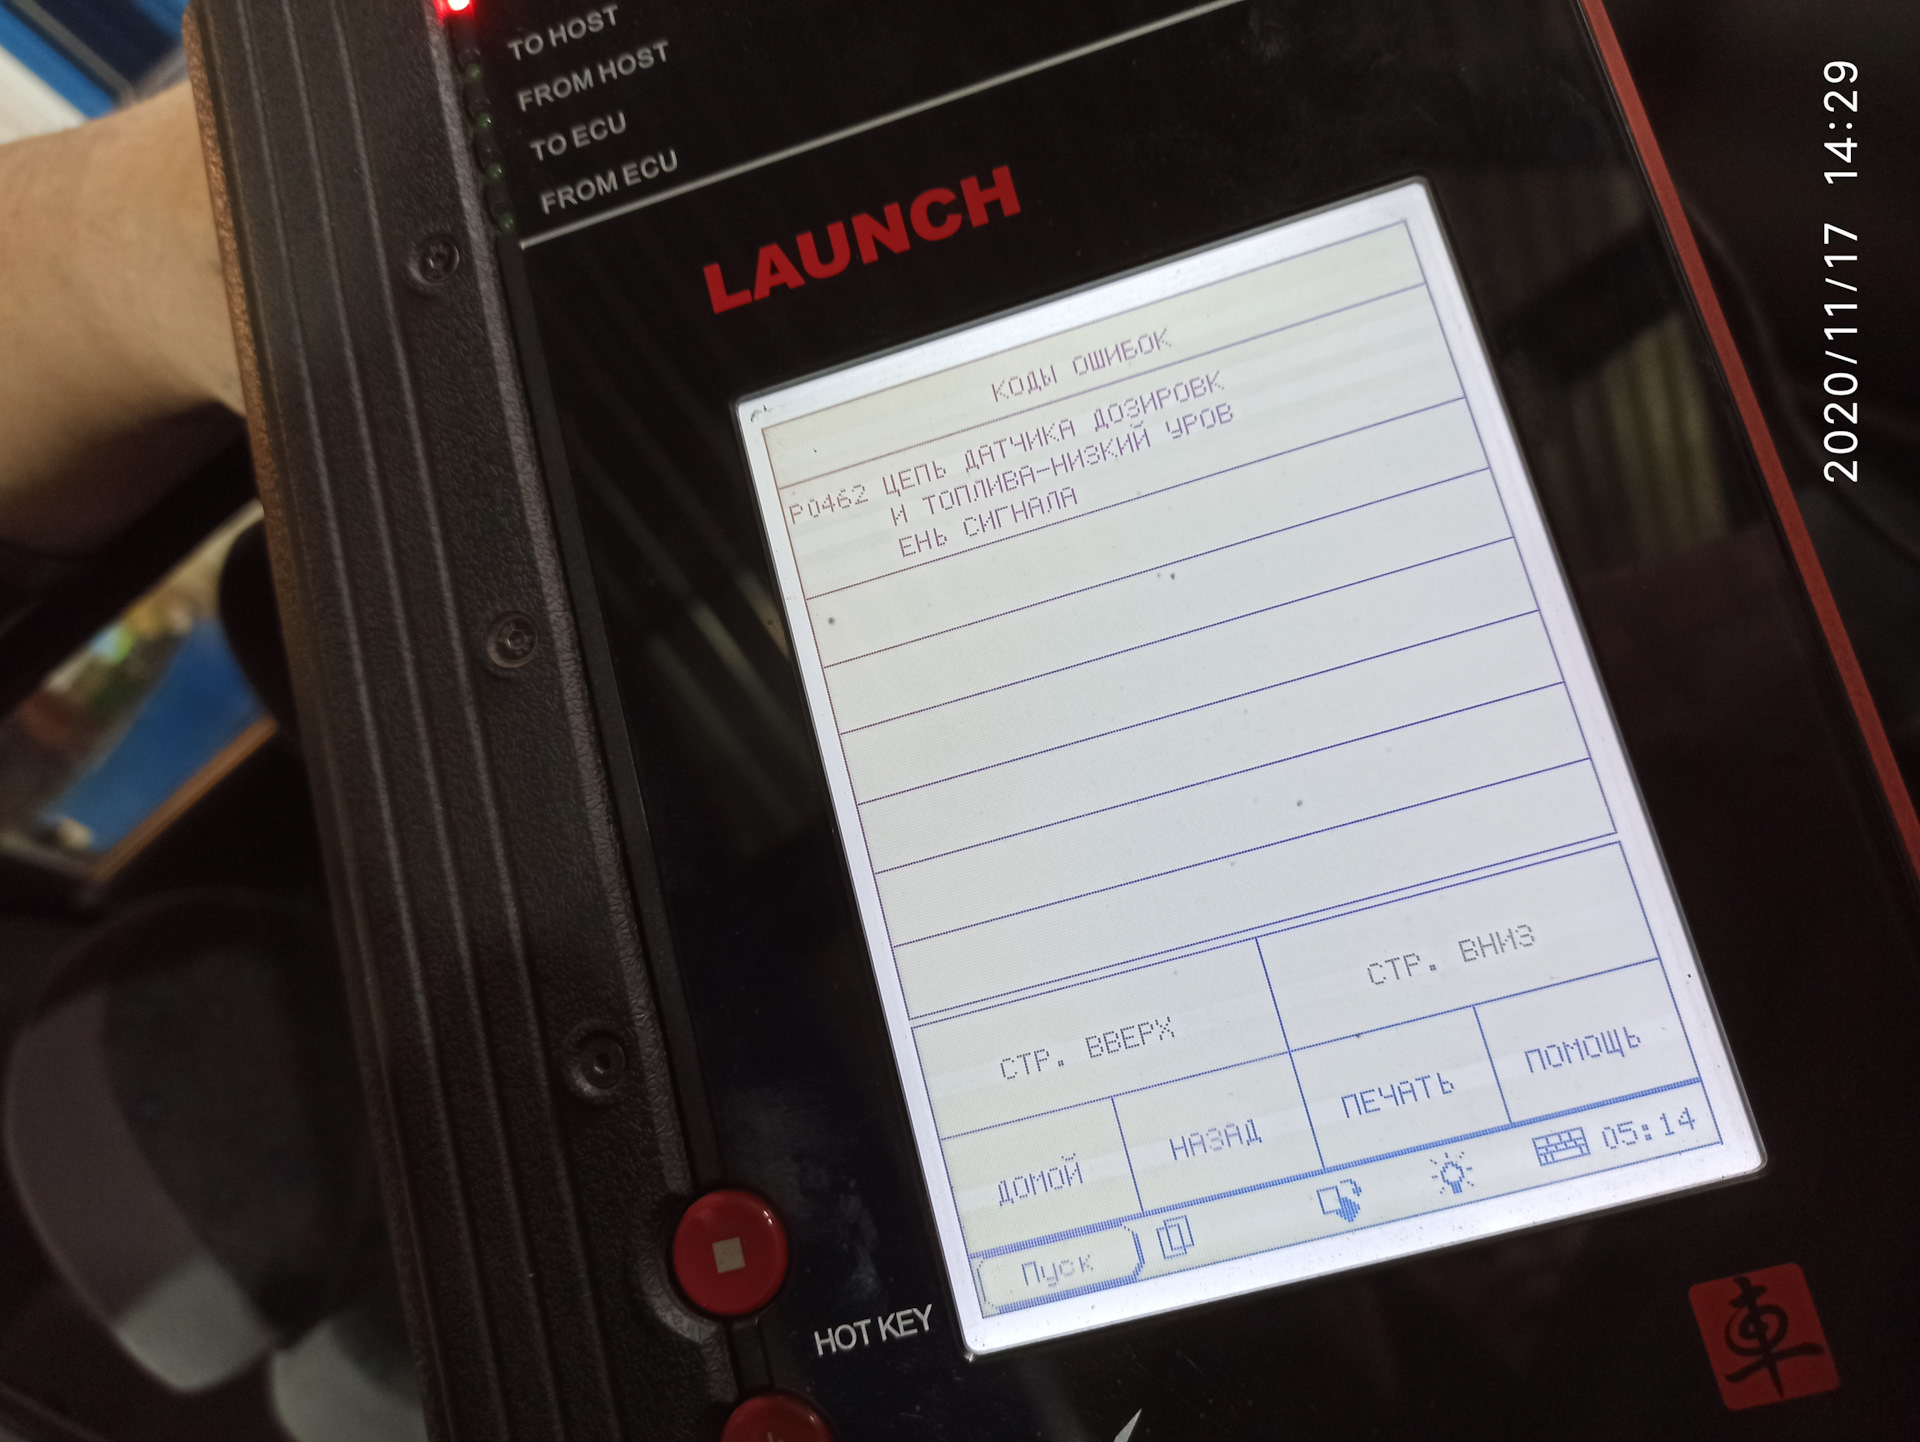 TO HOST
FROM HOST
TO ECU
FROM ECU
LAUNCH
КОДЫ ОШИБОК
P0462 ЦЕПЬ ДАТЧИКА ДОЗИРОВК
И ТОПЛИВА-НИЗКИЙ УРОВ
ЕНЬ СИГНАЛА
СТР. ВВЕРХ
СТР. ВНИЗ
ДОМОЙ
НАЗАД
ПЕЧАТЬ
ПОМОЩЬ
Пуск
05:14
HOT KEY
車
2020/11/17 14:29